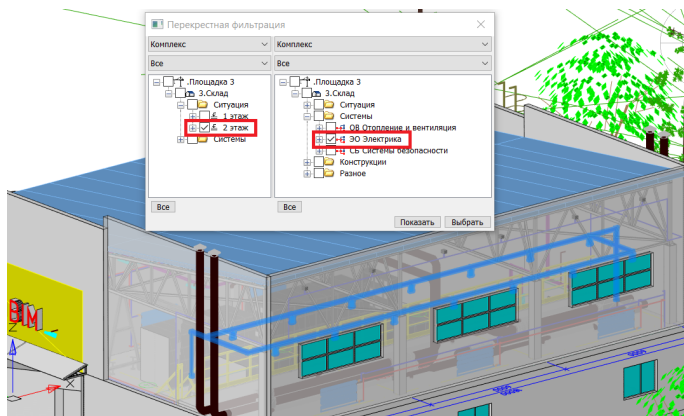 Перекрестная фильтрация
Комплекс
Комплекс
Все
Все
.Площадка 3
3.Склад
Ситуация
1 этаж
2 этаж
Системы
.Площадка 3
3.Склад
Ситуация
Системы
ОВ Отопление и вентиляция
ЭО Электрика
СБ Системы безопасности
Конструкции
Разное
Все
Все
Показать
Выбрать
BIM
Z
X